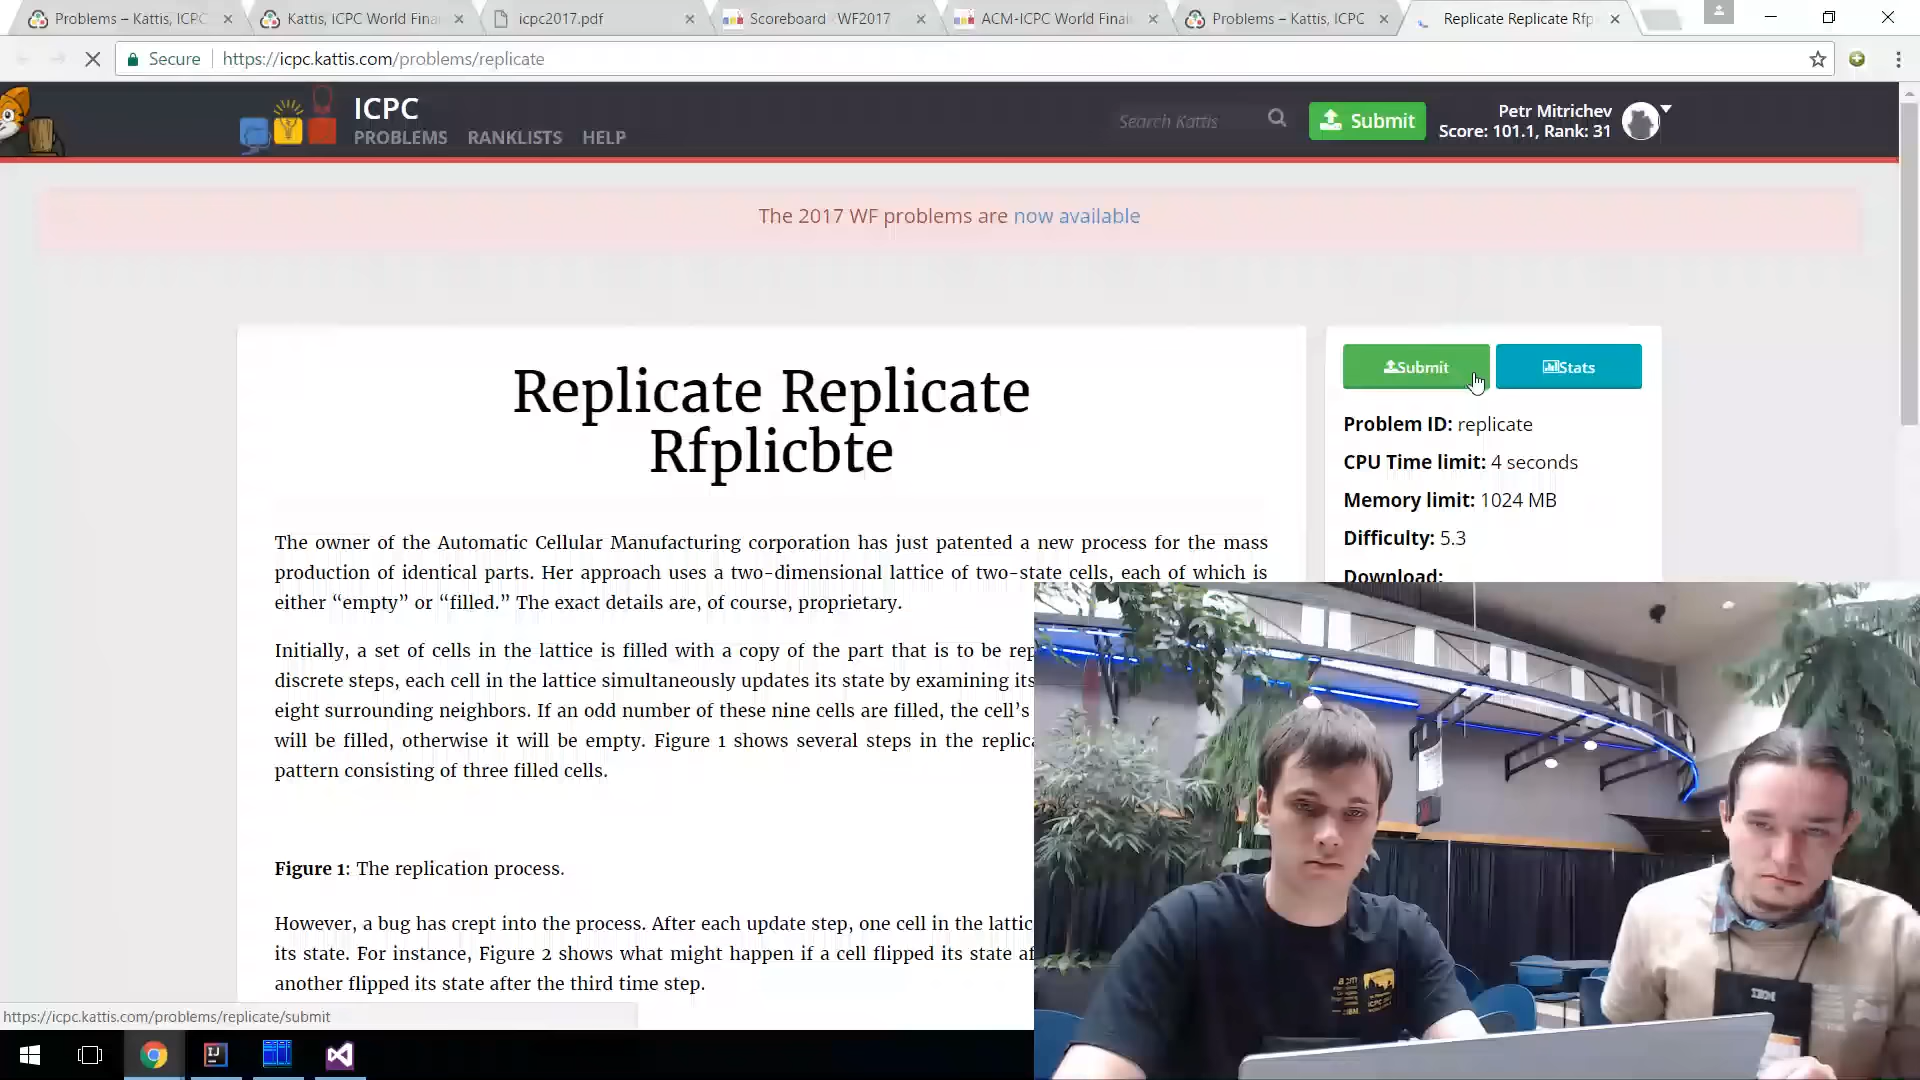 Problems – Kattis, ICPC
Kattis, ICPC World Final
icpc2017.pdf
Scoreboard WF2017
ACM-ICPC World Finals
Problems – Kattis, ICPC
Replicate Replicate Rfp
Secure
https://icpc.kattis.com/problems/replicate
ICPC
PROBLEMS RANKLISTS HELP
Search Kattis
Submit
Petr Mitrichev
Score: 101.1, Rank: 31
The 2017 WF problems are now available
Replicate Replicate
Rfplicbte
Submit
Stats
Problem ID: replicate
CPU Time limit: 4 seconds
Memory limit: 1024 MB
Difficulty: 5.3
Download:
The owner of the Automatic Cellular Manufacturing corporation has just patented a new process for the mass
production of identical parts. Her approach uses a two-dimensional lattice of two-state cells, each of which is
either “empty” or “filled.” The exact details are, of course, proprietary.
Initially, a set of cells in the lattice is filled with a copy of the part that is to be rep
discrete steps, each cell in the lattice simultaneously updates its state by examining its
eight surrounding neighbors. If an odd number of these nine cells are filled, the cell’s
will be filled, otherwise it will be empty. Figure 1 shows several steps in the replica
pattern consisting of three filled cells.
Figure 1: The replication process.
However, a bug has crept into the process. After each update step, one cell in the lattic
its state. For instance, Figure 2 shows what might happen if a cell flipped its state af
another flipped its state after the third time step.
https://icpc.kattis.com/problems/replicate/submit
IJ
acm
IBM